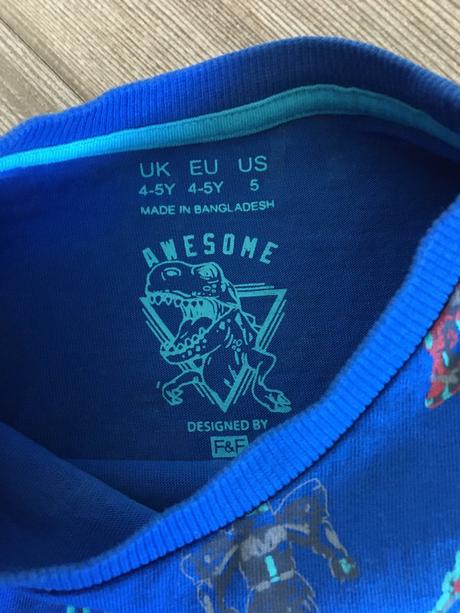 UK EU US
4-5Y 4-5Y 5
MADE IN BANGLADESH
AWESOME
DESIGNED BY
F&F